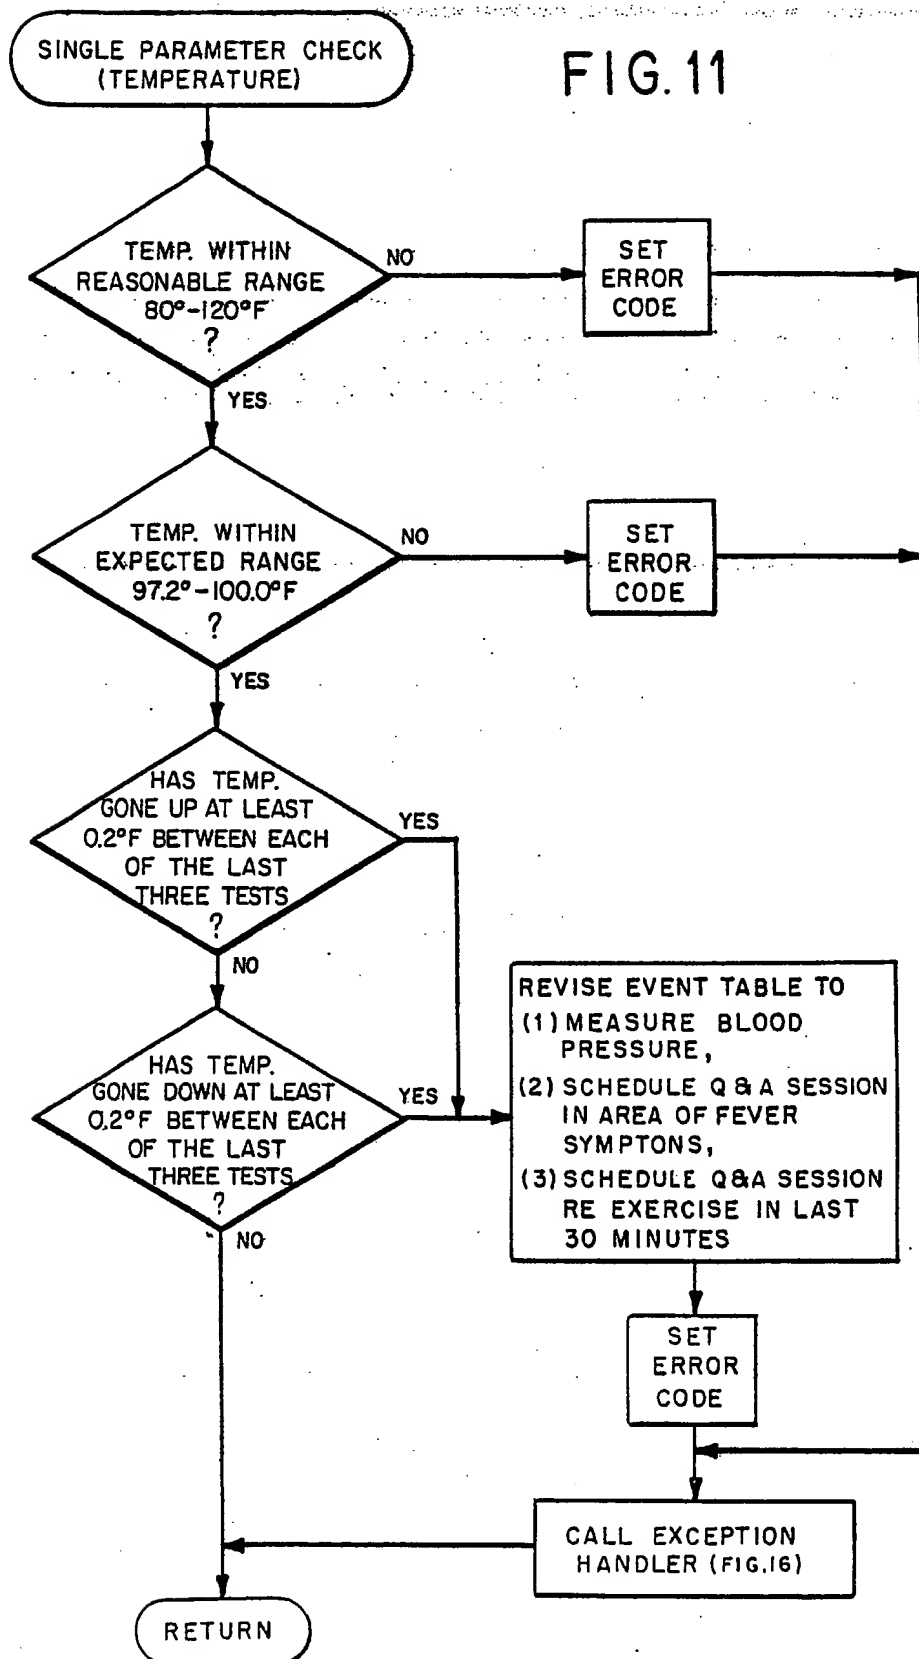 SINGLE PARAMETER CHECK
(TEMPERATURE)
FIG. 11
TEMP. WITHIN
REASONABLE RANGE
80°-120°F
?
NO
SET
ERROR
CODE
YES
TEMP. WITHIN
EXPECTED RANGE
97.2°-100.0°F
?
NO
SET
ERROR
CODE
YES
HAS TEMP.
GONE UP AT LEAST
0.2°F BETWEEN EACH
OF THE LAST
THREE TESTS
?
YES
NO
HAS TEMP.
GONE DOWN AT LEAST
0.2°F BETWEEN EACH
OF THE LAST
THREE TESTS
?
YES
NO
REVISE EVENT TABLE TO
(1) MEASURE BLOOD
PRESSURE,
(2) SCHEDULE Q & A SESSION
IN AREA OF FEVER
SYMPTONS,
(3) SCHEDULE Q&A SESSION
RE EXERCISE IN LAST
30 MINUTES
SET
ERROR
CODE
CALL EXCEPTION
HANDLER (FIG.16)
RETURN